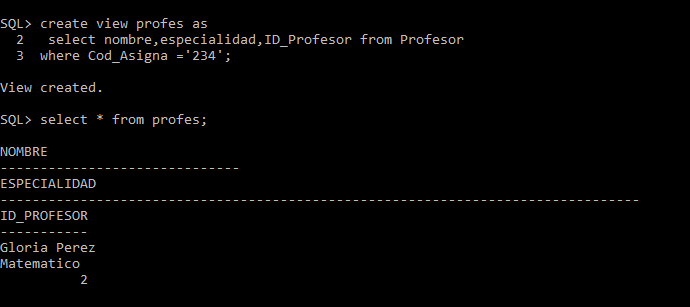 SQL> create view profes as
  2   select nombre,especialidad,ID_Profesor from Profesor
  3  where Cod_Asigna ='234';
View created.
SQL> select * from profes;
NOMBRE
------------------------------
ESPECIALIDAD
--------------------------------------------------------------------------------
ID_PROFESOR
-----------
Gloria Perez
Matematico
          2